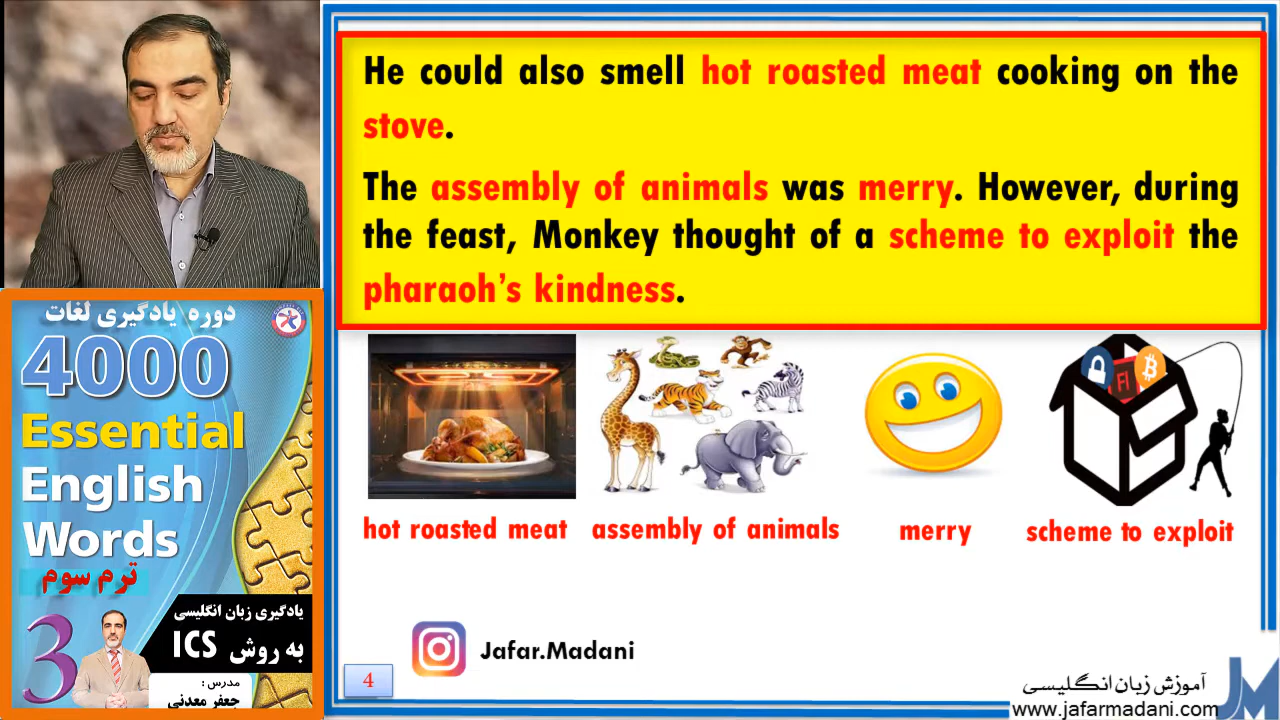 He could also smell hot roasted meat cooking on the
stove.
The assembly of animals was merry. However, during
the feast, Monkey thought of a scheme to exploit the
pharaoh's kindness.
FI
hot roasted meat
assembly of animals
merry
scheme to exploit
دوره یادگیری لغات
4000
Essential
English
Words
ترم سوم
3
یادگیری زبان انگلیسی
به روش ICS
مدرس :
جعفر معدنی
Jafar.Madani
4
آموزش زبان انگلیسی
www.jafarmadani.com
JM